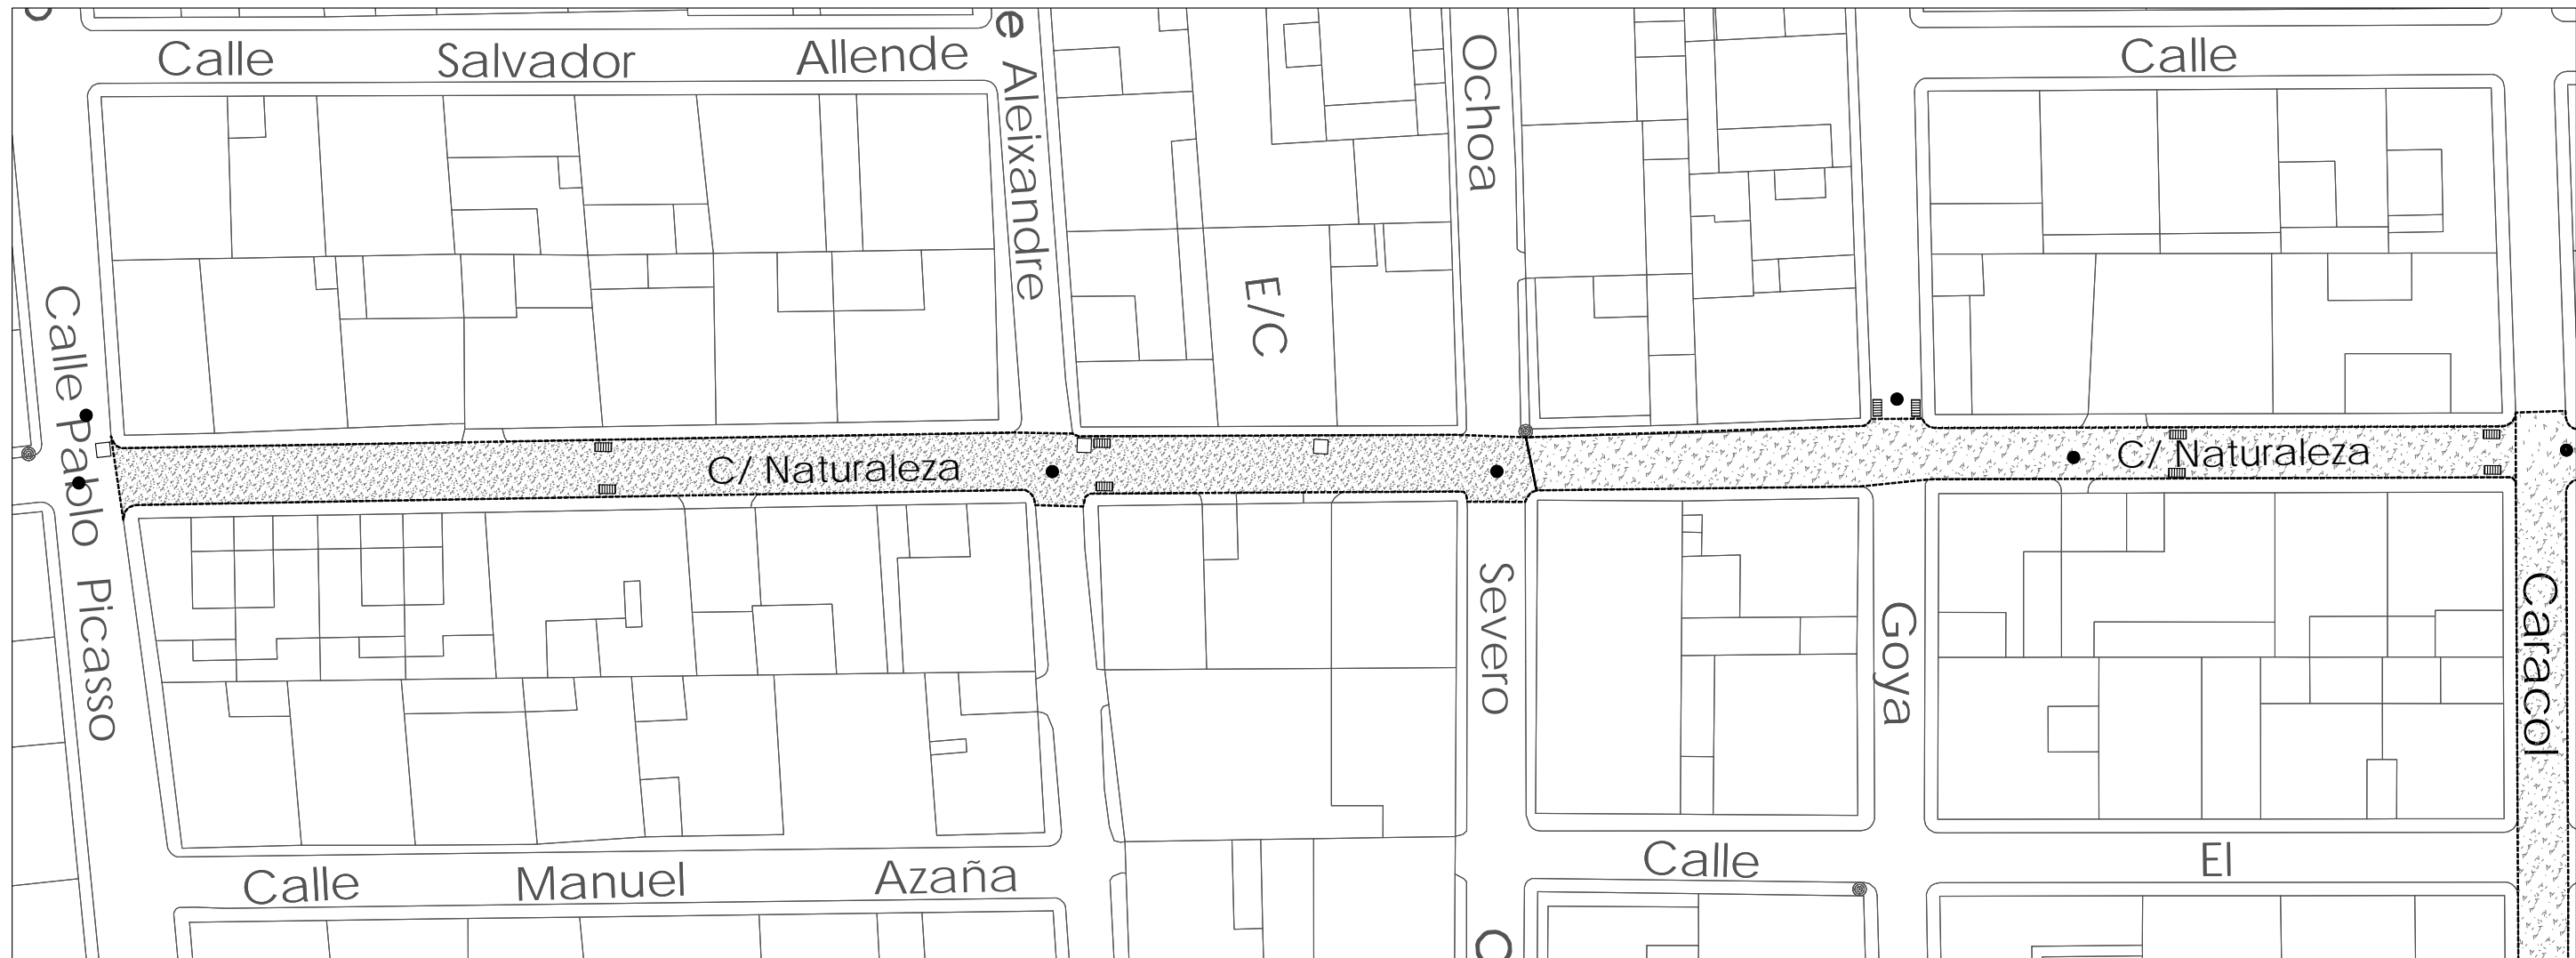 Calle Salvador Allende
Calle
e Aleixandre
Ochoa
E/C
Calle Pablo Picasso
C/ Naturaleza
C/ Naturaleza
Severo
Goya
Caracol
Calle Manuel Azaña
Calle El